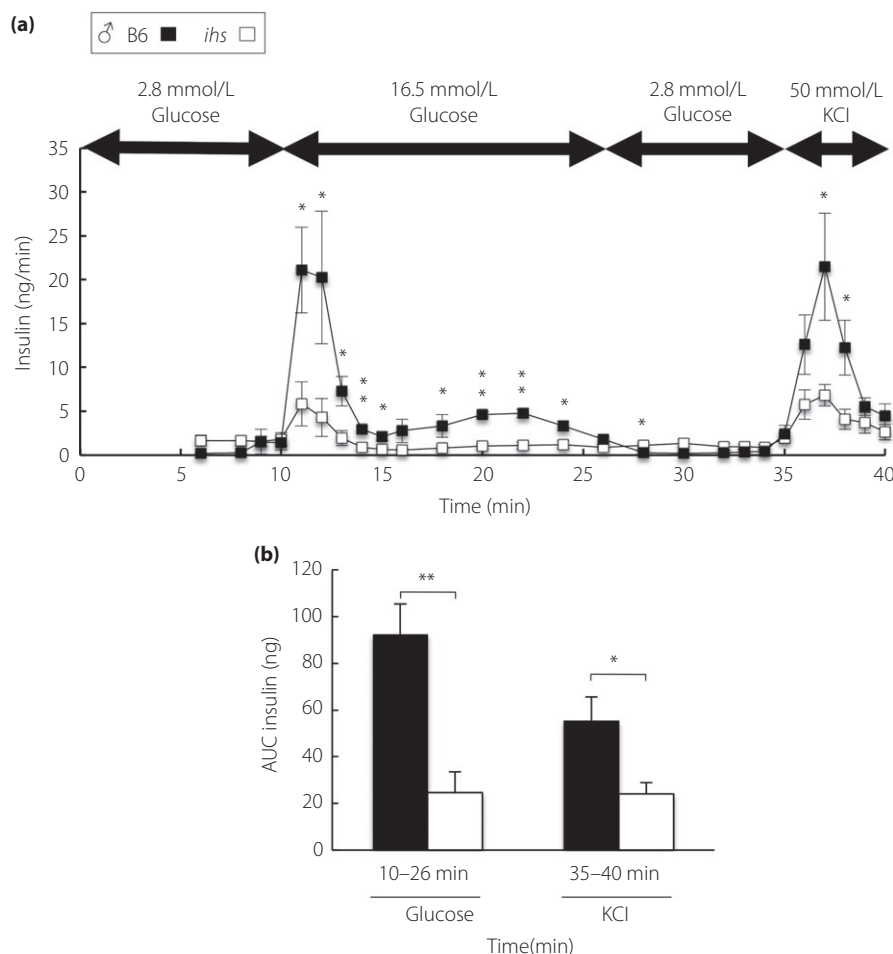 (a)
♂ B6 ■ ihs □
2.8 mmol/L 16.5 mmol/L 2.8 mmol/L 50 mmol/L
Glucose Glucose Glucose KCl
35
30
25
20
15
10
5
0
Insulin (ng/min)
* * * * * * * * * * * * * * * *
0 5 10 15 20 25 30 35 40
Time (min)
(b)
120
100
80
60
40
20
0
AUC insulin (ng)
** *
10–26 min 35–40 min
Glucose KCl
Time(min)